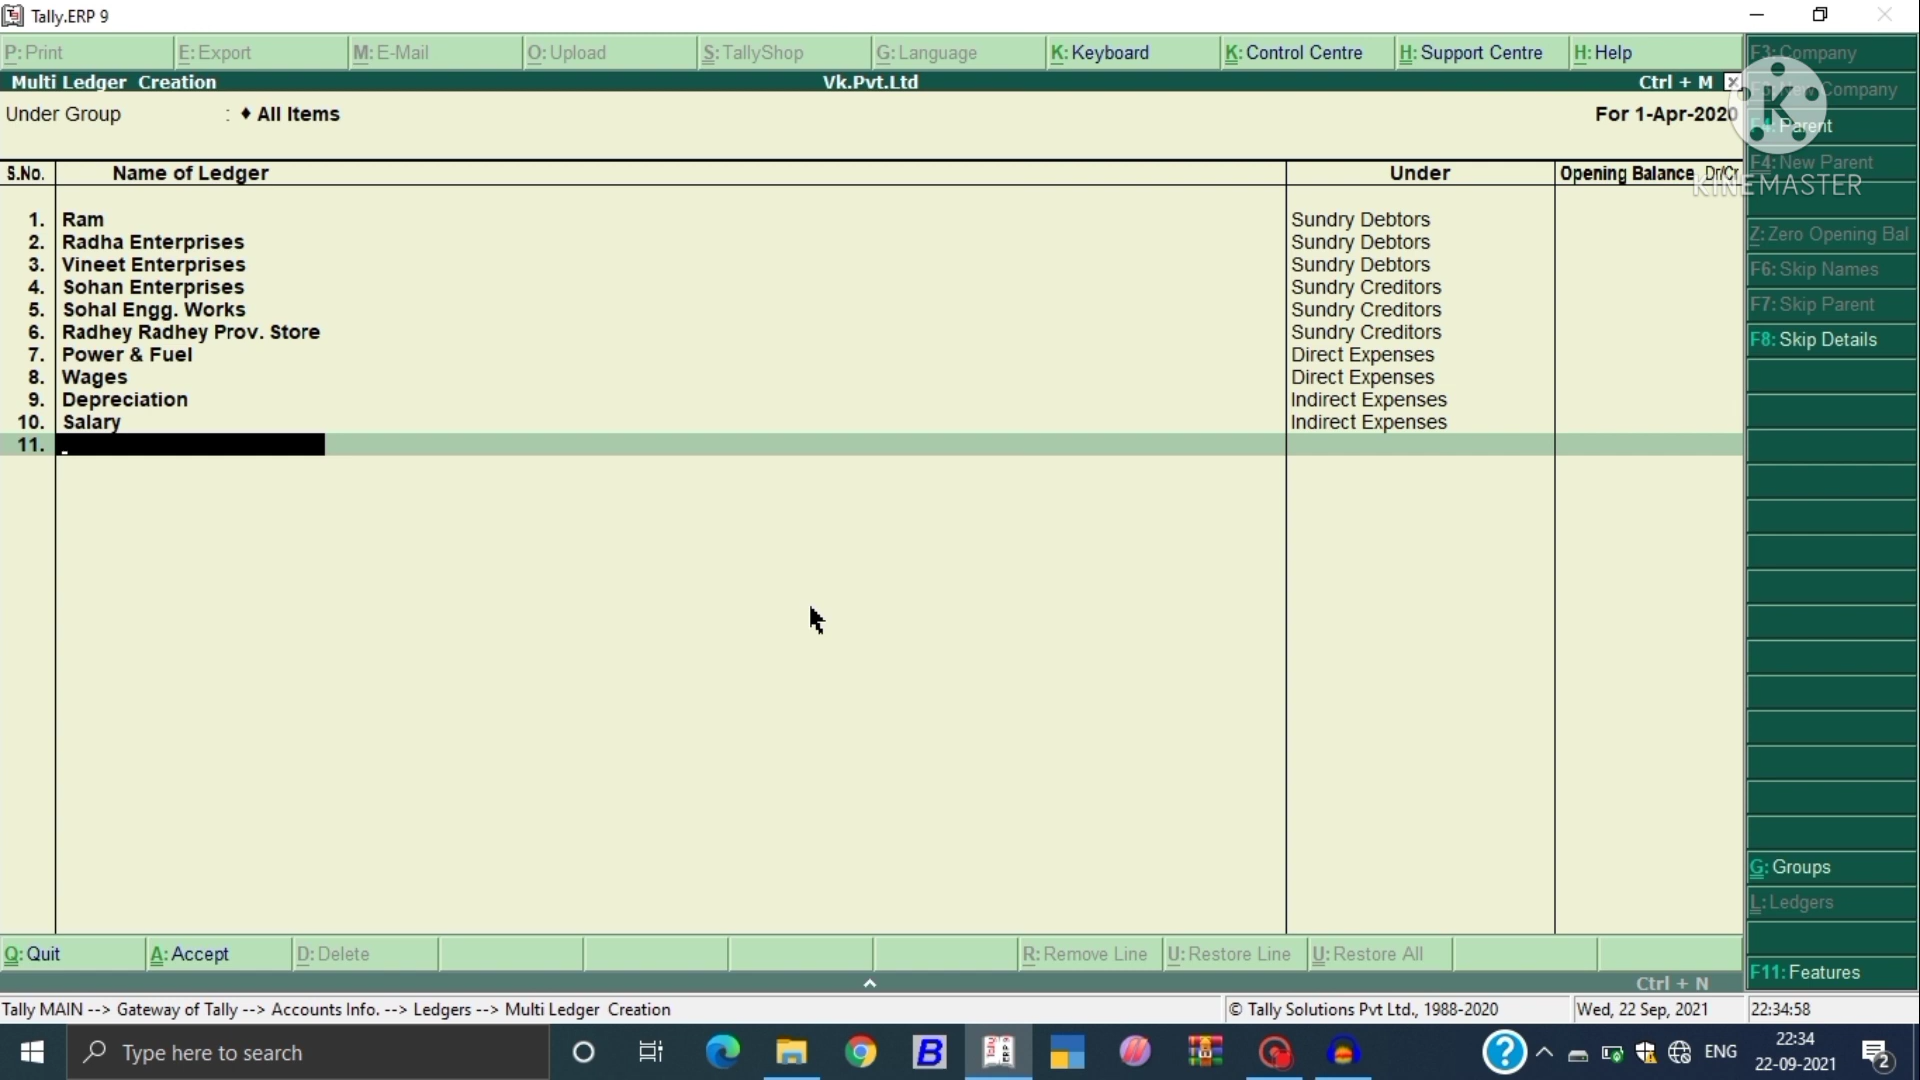 Tally.ERP 9
P: Print E: Export M: E-Mail O: Upload S: TallyShop G: Language K: Keyboard K: Control Centre H: Support Centre H: Help
Multi Ledger Creation Vk.Pvt.Ltd Ctrl + M
Under Group : ♦ All Items For 1-Apr-2020
S.No. Name of Ledger Under Opening Balance Dr/Cr
1. Ram Sundry Debtors
2. Radha Enterprises Sundry Debtors
3. Vineet Enterprises Sundry Debtors
4. Sohan Enterprises Sundry Creditors
5. Sohal Engg. Works Sundry Creditors
6. Radhey Radhey Prov. Store Sundry Creditors
7. Power & Fuel Direct Expenses
8. Wages Direct Expenses
9. Depreciation Indirect Expenses
10. Salary Indirect Expenses
11.
F3: Company
F3: New Company
F4: Parent
F4: New Parent
K
KINEMASTER
Z: Zero Opening Bal
F6: Skip Names
F7: Skip Parent
F8: Skip Details
G: Groups
L: Ledgers
F11: Features
Q: Quit A: Accept D: Delete R: Remove Line U: Restore Line U: Restore All
Ctrl + N
Tally MAIN --> Gateway of Tally --> Accounts Info. --> Ledgers --> Multi Ledger Creation © Tally Solutions Pvt Ltd., 1988-2020 Wed, 22 Sep, 2021 22:34:58
Type here to search B ENG 22:34
22-09-2021 2